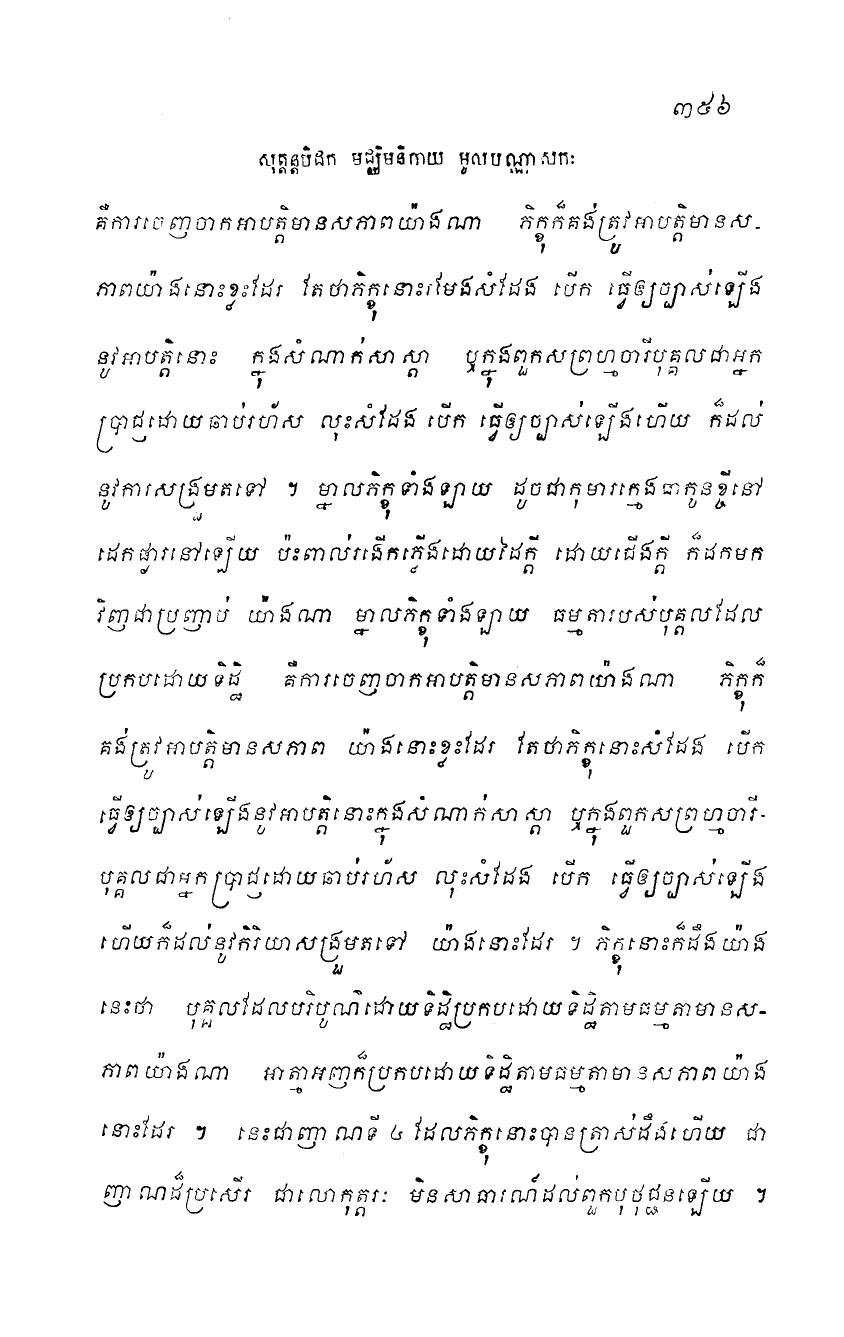 ៣៥៦
សុត្តន្តបិដក មជ្ឈិមនិកាយ មូលបណ្ណាសកៈ
គឺការចេញចាកអាបត្តិមានសភាពយ៉ាងណា ភិក្ខុក៏គង់ត្រូវអាបត្តិមានស-
ភាពយ៉ាងនោះខ្លះដែរ តែថាភិក្ខុនោះរមែងសំដែង បើក ធ្វើឲ្យច្បាស់ឡើង
នូវអាបត្តិនោះ ក្នុងសំណាក់សាស្តា ឬក្នុងពួកសព្រហ្មចារីបុគ្គលជាអ្នក
ប្រាជ្ញដោយឆាប់រហ័ស លុះសំដែង បើក ធ្វើឲ្យច្បាស់ឡើងហើយ ក៏ដល់
នូវការសង្រួមតទៅ ។ ម្នាលភិក្ខុទាំងឡាយ ដូចជាកុមារក្មេងជាកូនខ្ចីនៅ
ដេកផ្ងារនៅឡើយ ប៉ះពាល់រងើកភ្លើងដោយដៃក្តី ដោយជើងក្តី ក៏ដកមក
វិញជាប្រញាប់ យ៉ាងណា ម្នាលភិក្ខុទាំងឡាយ ធម្មតារបស់បុគ្គលដែល
ប្រកបដោយទិដ្ឋិ គឺការចេញចាកអាបត្តិមានសភាពយ៉ាងណា ភិក្ខុក៏
គង់ត្រូវអាបត្តិមានសភាព យ៉ាងនោះខ្លះដែរ តែថាភិក្ខុនោះសំដែង បើក
ធ្វើឲ្យច្បាស់ឡើងនូវអាបត្តិនោះក្នុងសំណាក់សាស្តា ឬក្នុងពួកសព្រហ្មចារី-
បុគ្គលជាអ្នកប្រាជ្ញដោយឆាប់រហ័ស លុះសំដែង បើក ធ្វើឲ្យច្បាស់ឡើង
ហើយក៏ដល់នូវកិរិយាសង្រួមតទៅ យ៉ាងនោះដែរ ។ ភិក្ខុនោះក៏ដឹងយ៉ាង
នេះថា បុគ្គលដែលបរិបូណ៌ដោយទិដ្ឋិប្រកបដោយទិដ្ឋិតាមធម្មតាមានស-
ភាពយ៉ាងណា អាត្មាអញក៏ប្រកបដោយទិដ្ឋិតាមធម្មតាមានសភាពយ៉ាង
នោះដែរ ។ នេះជាញាណទី ៤ ដែលភិក្ខុនោះបានត្រាស់ដឹងហើយ ជា
ញាណដ៏ប្រសើរ ជាលោកុត្តរៈ មិនសាធារណ៍ដល់ពួកបុថុជ្ជនឡើយ ។